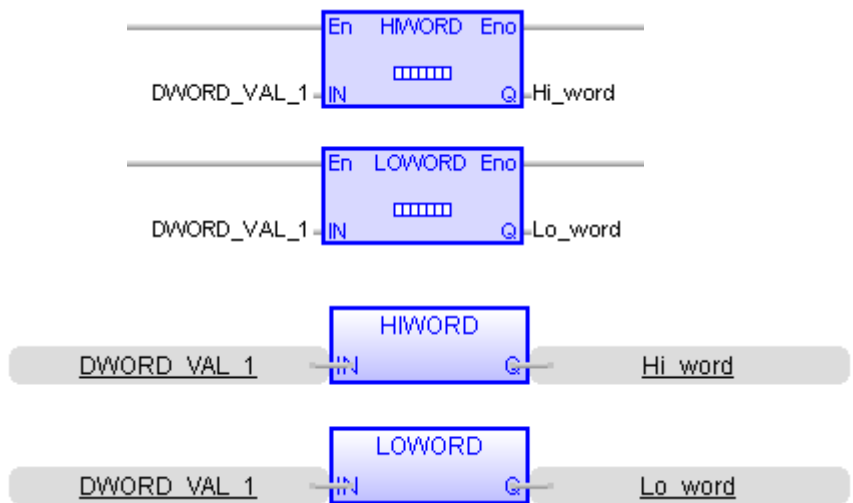 En HIWORD Eno
DWORD_VAL_1 IN Q Hi_word
En LOWORD Eno
DWORD_VAL_1 IN Q Lo_word
HIWORD
DWORD_VAL_1 IN Q Hi_word
LOWORD
DWORD_VAL_1 IN Q Lo_word